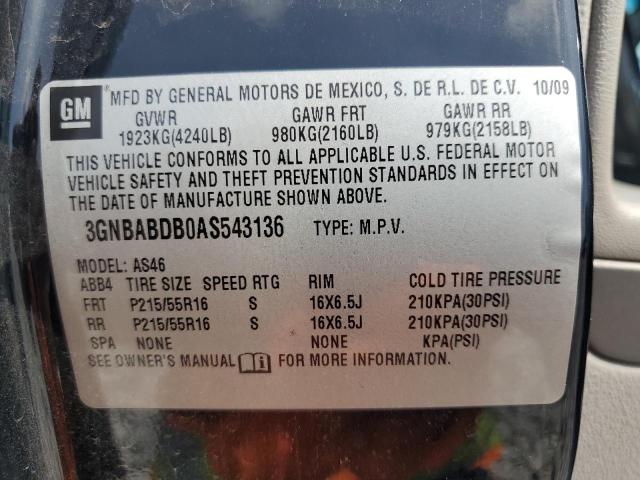 GM MFD BY GENERAL MOTORS DE MEXICO, S. DE R.L. DE C.V. 10/09
GVWR GAWR FRT GAWR RR
1923KG(4240LB) 980KG(2160LB) 979KG(2158LB)
THIS VEHICLE CONFORMS TO ALL APPLICABLE U.S. FEDERAL MOTOR
VEHICLE SAFETY AND THEFT PREVENTION STANDARDS IN EFFECT ON
THE DATE OF MANUFACTURE SHOWN ABOVE.
3GNBABDB0AS543136 TYPE: M.P.V.
MODEL: AS46
ABB4 TIRE SIZE SPEED RTG RIM COLD TIRE PRESSURE
FRT P215/55R16 S 16X6.5J 210KPA(30PSI)
RR P215/55R16 S 16X6.5J 210KPA(30PSI)
SPA NONE NONE KPA(PSI)
SEE OWNER'S MANUAL FOR MORE INFORMATION.